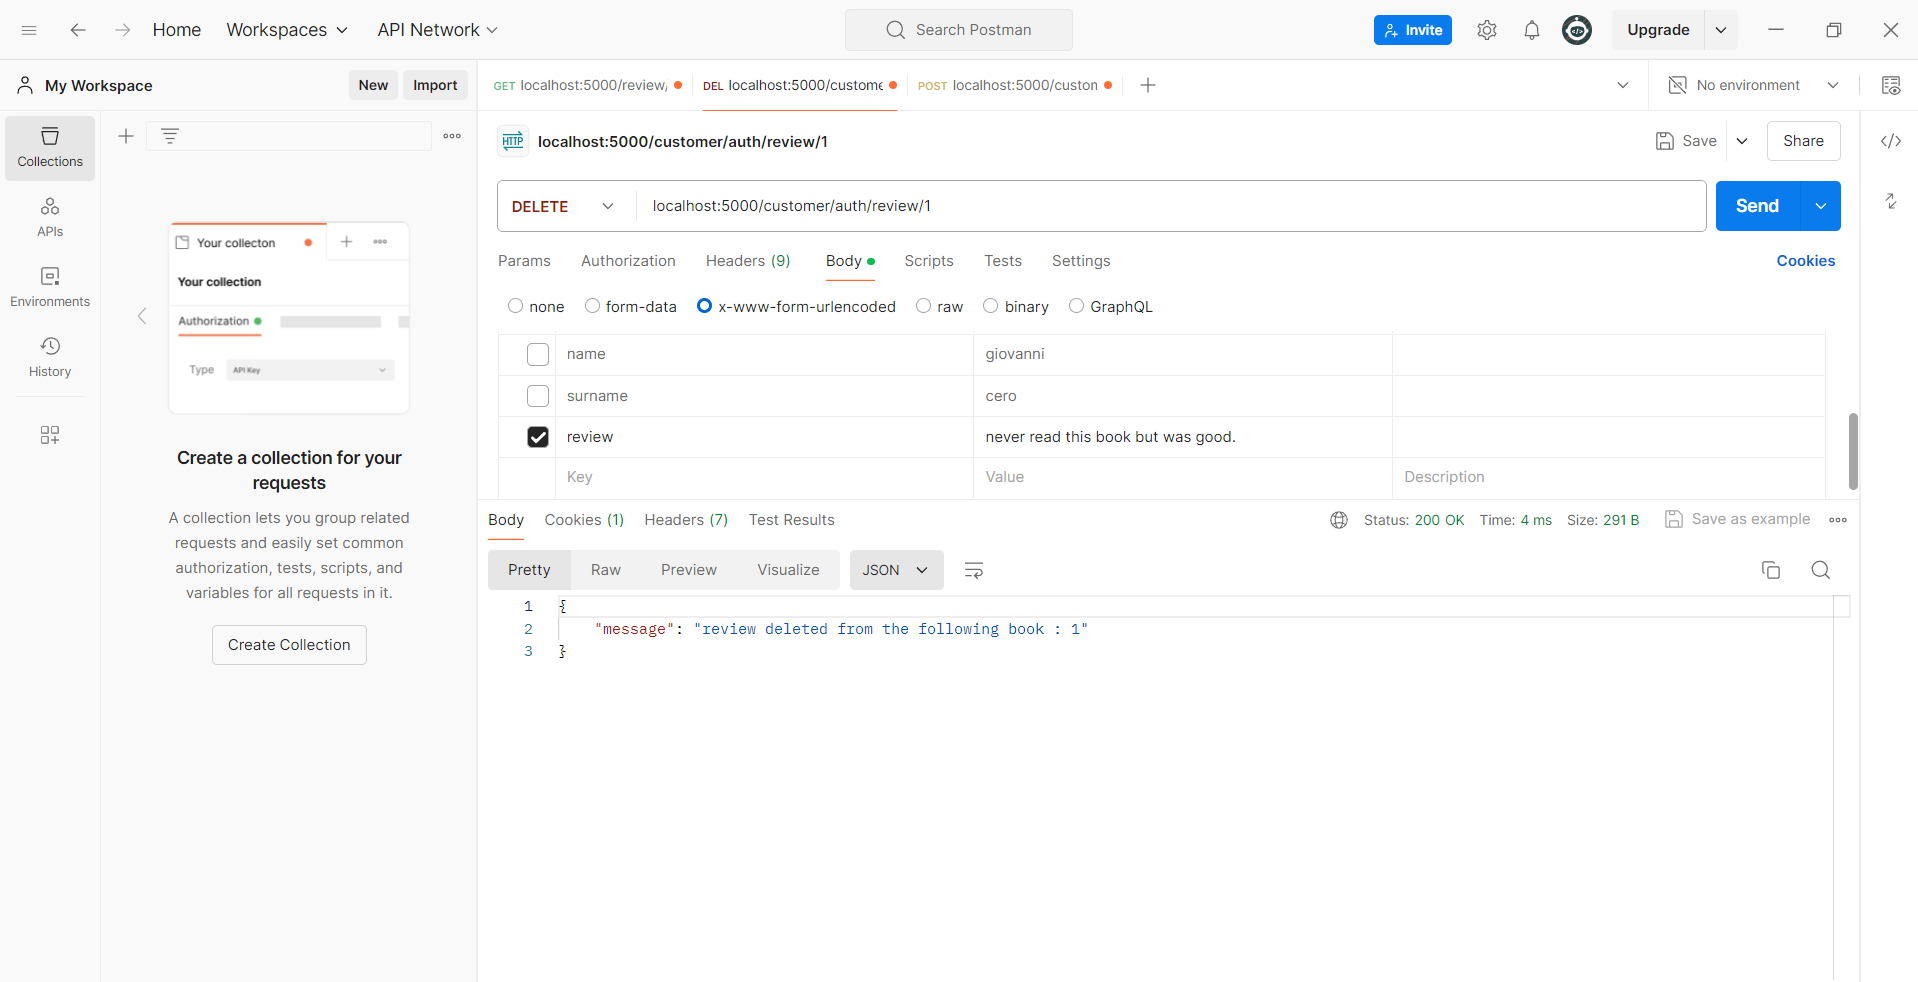 Home Workspaces API Network Search Postman Invite Upgrade
My Workspace New Import
GET localhost:5000/review/ DEL localhost:5000/custome POST localhost:5000/custon No environment
Collections
APIs
Environments
History
Your collecton
Your collection
Authorization
Type API Key
Create a collection for your
requests
A collection lets you group related
requests and easily set common
authorization, tests, scripts, and
variables for all requests in it.
Create Collection
HTTP localhost:5000/customer/auth/review/1 Save Share
DELETE localhost:5000/customer/auth/review/1 Send
Params Authorization Headers (9) Body Scripts Tests Settings Cookies
none form-data x-www-form-urlencoded raw binary GraphQL
name giovanni
surname cero
review never read this book but was good.
Key Value Description
Body Cookies (1) Headers (7) Test Results Status: 200 OK Time: 4 ms Size: 291 B Save as example
Pretty Raw Preview Visualize JSON
1 {
2 "message": "review deleted from the following book : 1"
3 }